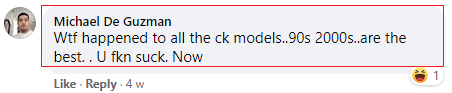 Michael De Guzman
Wtf happened to all the ck models..90s 2000s..are the
best. . U fkn suck. Now
Like · Reply · 4 w
1